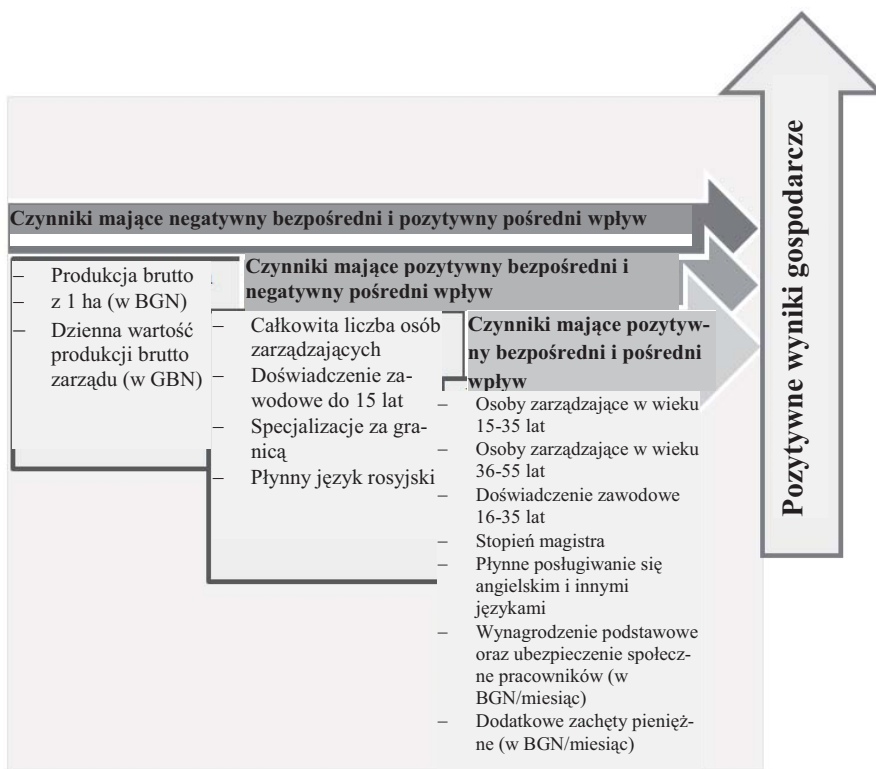 Czynniki mające negatywny bezpośredni i pozytywny pośredni wpływ
– Produkcja brutto
– z 1 ha (w BGN)
– Dzienna wartość
produkcji brutto
zarządu (w GBN)
Czynniki mające pozytywny bezpośredni i
negatywny pośredni wpływ
– Całkowita liczba osób
zarządzających
– Doświadczenie za-
wodowe do 15 lat
– Specjalizacje za gra-
nicą
– Płynny język rosyjski
Czynniki mające pozytyw-
ny bezpośredni i pośredni
wpływ
– Osoby zarządzające w wieku
15-35 lat
– Osoby zarządzające w wieku
36-55 lat
– Doświadczenie zawodowe
16-35 lat
– Stopień magistra
– Płynne posługiwanie się
angielskim i innymi
językami
– Wynagrodzenie podstawowe
oraz ubezpieczenie społecz-
ne pracowników (w
BGN/miesiąc)
– Dodatkowe zachęty pienięż-
ne (w BGN/miesiąc)
Pozytywne wyniki gospodarcze